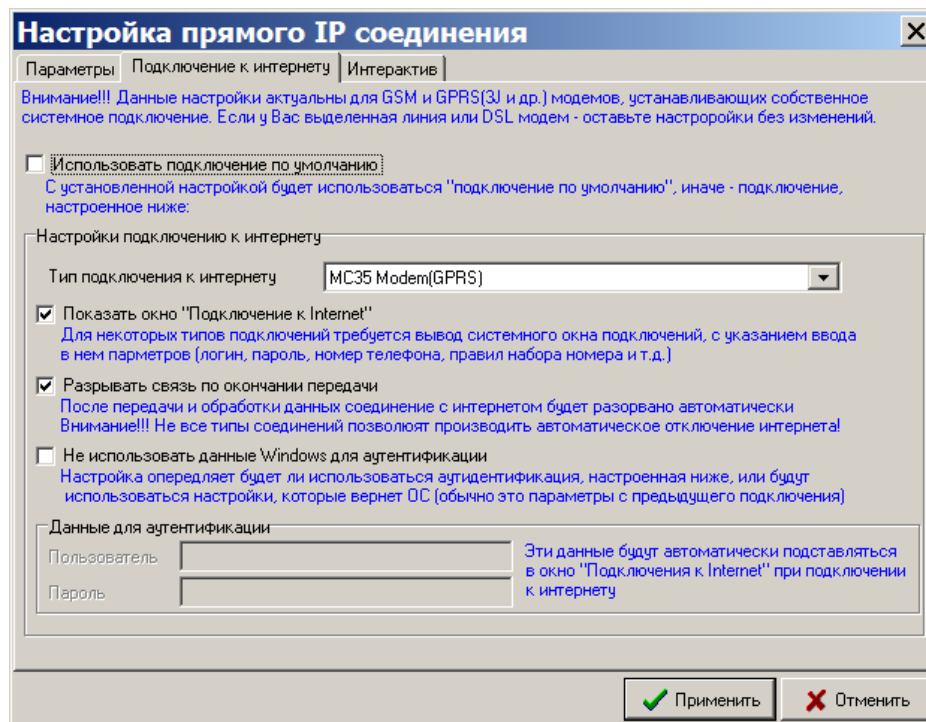 Настройка прямого IP соединения
Параметры Подключение к интернету Интерактив
Внимание!!! Данные настройки актуальны для GSM и GPRS(3J и др.) модемов, устанавливающих собственное
системное подключение. Если у Вас выделенная линия или DSL модем - оставьте настроройки без изменений.
Использовать подключение по умолчанию
С установленной настройкой будет использоваться "подключение по умолчанию", иначе - подключение,
настроенное ниже:
Настройки подключению к интернету
Тип подключения к интернету MC35 Modem(GPRS)
Показать окно "Подключение к Internet"
Для некоторых типов подключений требуется вывод системного окна подключений, с указанием ввода
в нем парметров (логин, пароль, номер телефона, правил набора номера и т.д.)
Разрывать связь по окончании передачи
После передачи и обработки данных соединение с интернетом будет разорвано автоматически
Внимание!!! Не все типы соединений позволюят производить автоматическое отключение интернета!
Не использовать данные Windows для аутентификации
Настройка опередляет будет ли использоваться аутидентификация, настроенная ниже, или будут
использоваться настройки, которые вернет ОС (обычно это параметры с предыдущего подключения)
Данные для аутентификации
Пользователь
Пароль
Эти данные будут автоматически подставляться
в окно "Подключения к Internet" при подключении
к интернету
Применить Отменить